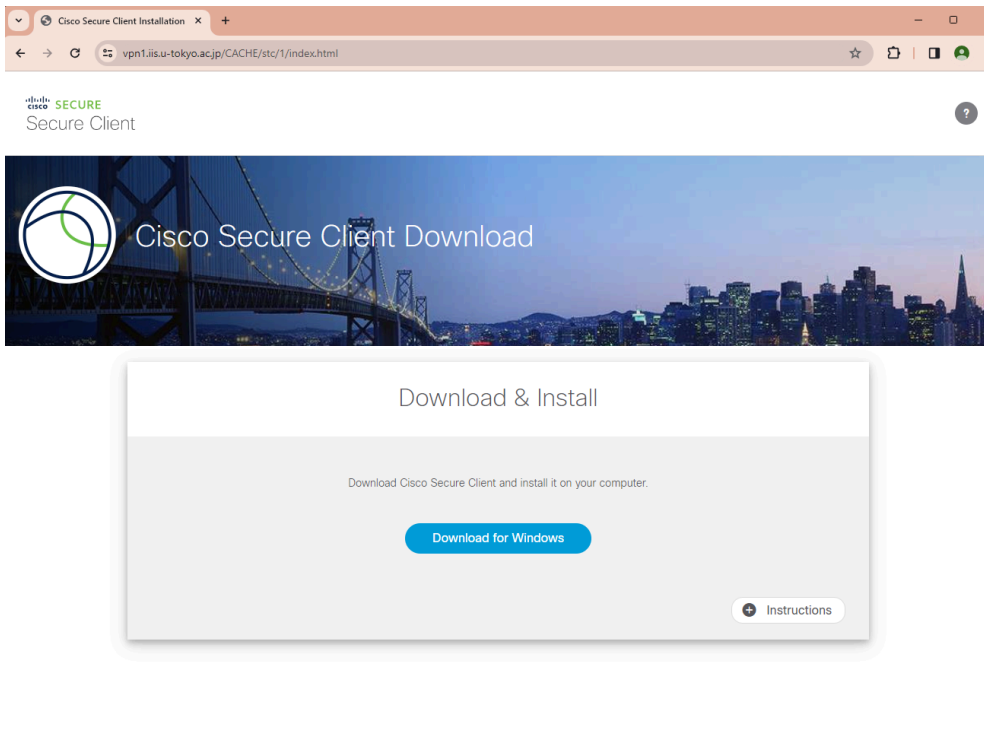 Cisco Secure Client Installation
vpn1.iis.u-tokyo.ac.jp/CACHE/stc/1/index.html
cisco SECURE
Secure Client
?
Cisco Secure Client Download
Download & Install
Download Cisco Secure Client and install it on your computer.
Download for Windows
Instructions